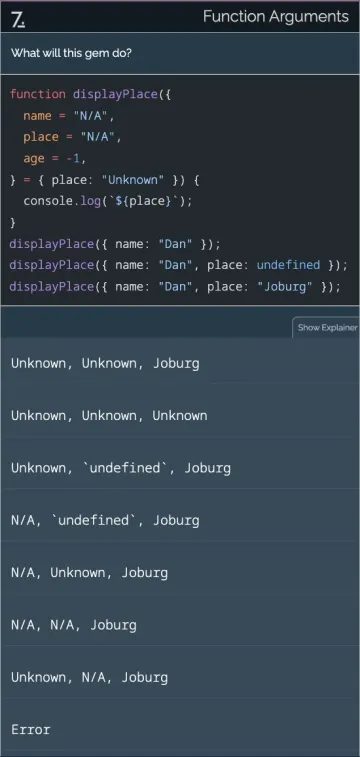 7. Function Arguments
What will this gem do?
function displayPlace({
name = "N/A",
place = "N/A",
age = -1,
} = { place: "Unknown" }) {
console.log(`${place}`);
}
displayPlace({ name: "Dan" });
displayPlace({ name: "Dan", place: undefined });
displayPlace({ name: "Dan", place: "Joburg" });
Show Explainer
Unknown, Unknown, Joburg
Unknown, Unknown, Unknown
Unknown, `undefined`, Joburg
N/A, `undefined`, Joburg
N/A, Unknown, Joburg
N/A, N/A, Joburg
Unknown, N/A, Joburg
Error